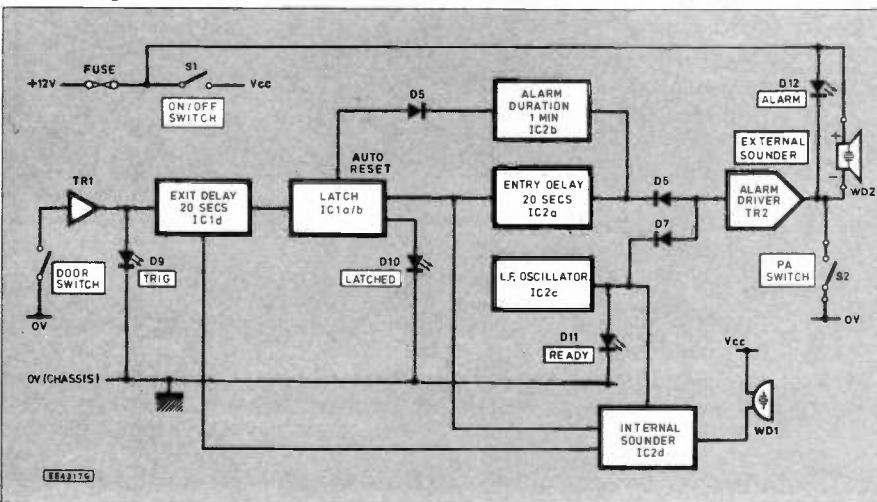 +12V
FUSE
S1
Vcc
ON/OFF
SWITCH
D5
ALARM
DURATION
1 MIN
IC2b
D12
ALARM
AUTO
RESET
EXTERNAL
SOUNDER
+
-
WD2
TR1
EXIT DELAY
20 SECS
IC1d
LATCH
IC1a/b
ENTRY DELAY
20 SECS
IC2a
D6
D7
ALARM
DRIVER
TR2
DOOR
SWITCH
0V
D9
TRIG
D10
LATCHED
L.F. OSCILLATOR
IC2c
PA
SWITCH
S2
0V
D11
READY
Vcc
WD1
0V (CHASSIS)
INTERNAL
SOUNDER
IC2d
EE4317G